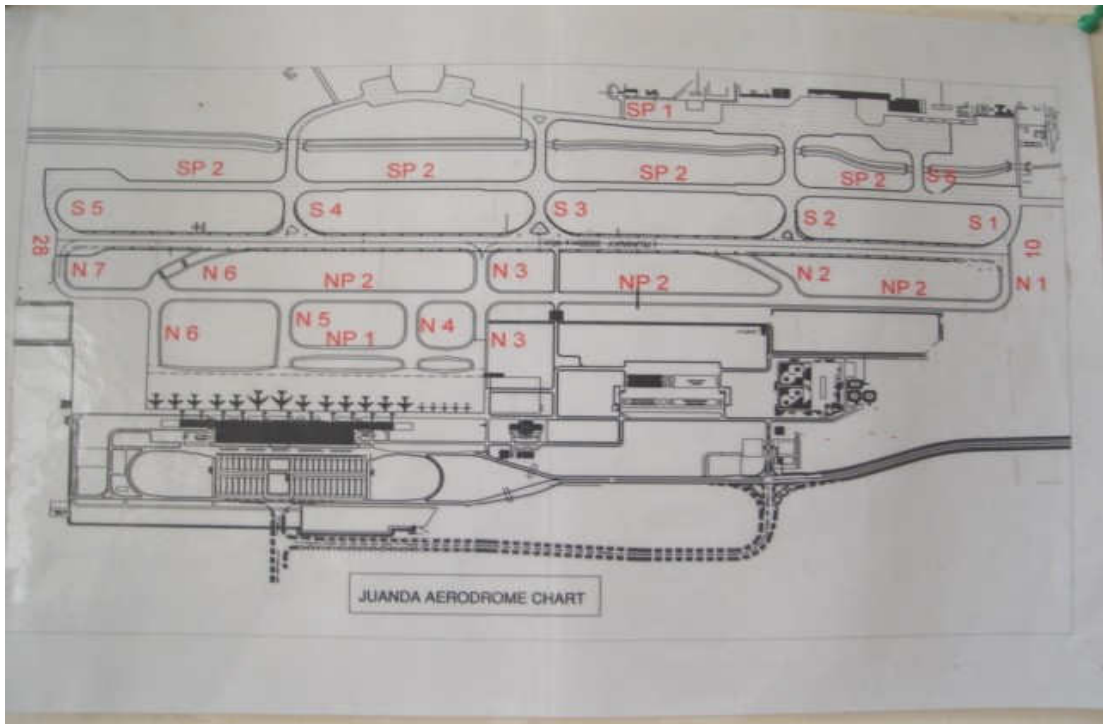 SP 1
SP 2
SP 2
SP 2
SP 2
S 5
S 4
S 3
S 2
S 1
28
10
N 7
N 6
NP 2
N 3
NP 2
N 2
NP 2
N 1
N 6
N 5
NP 1
N 4
N 3
JUANDA AERODROME CHART